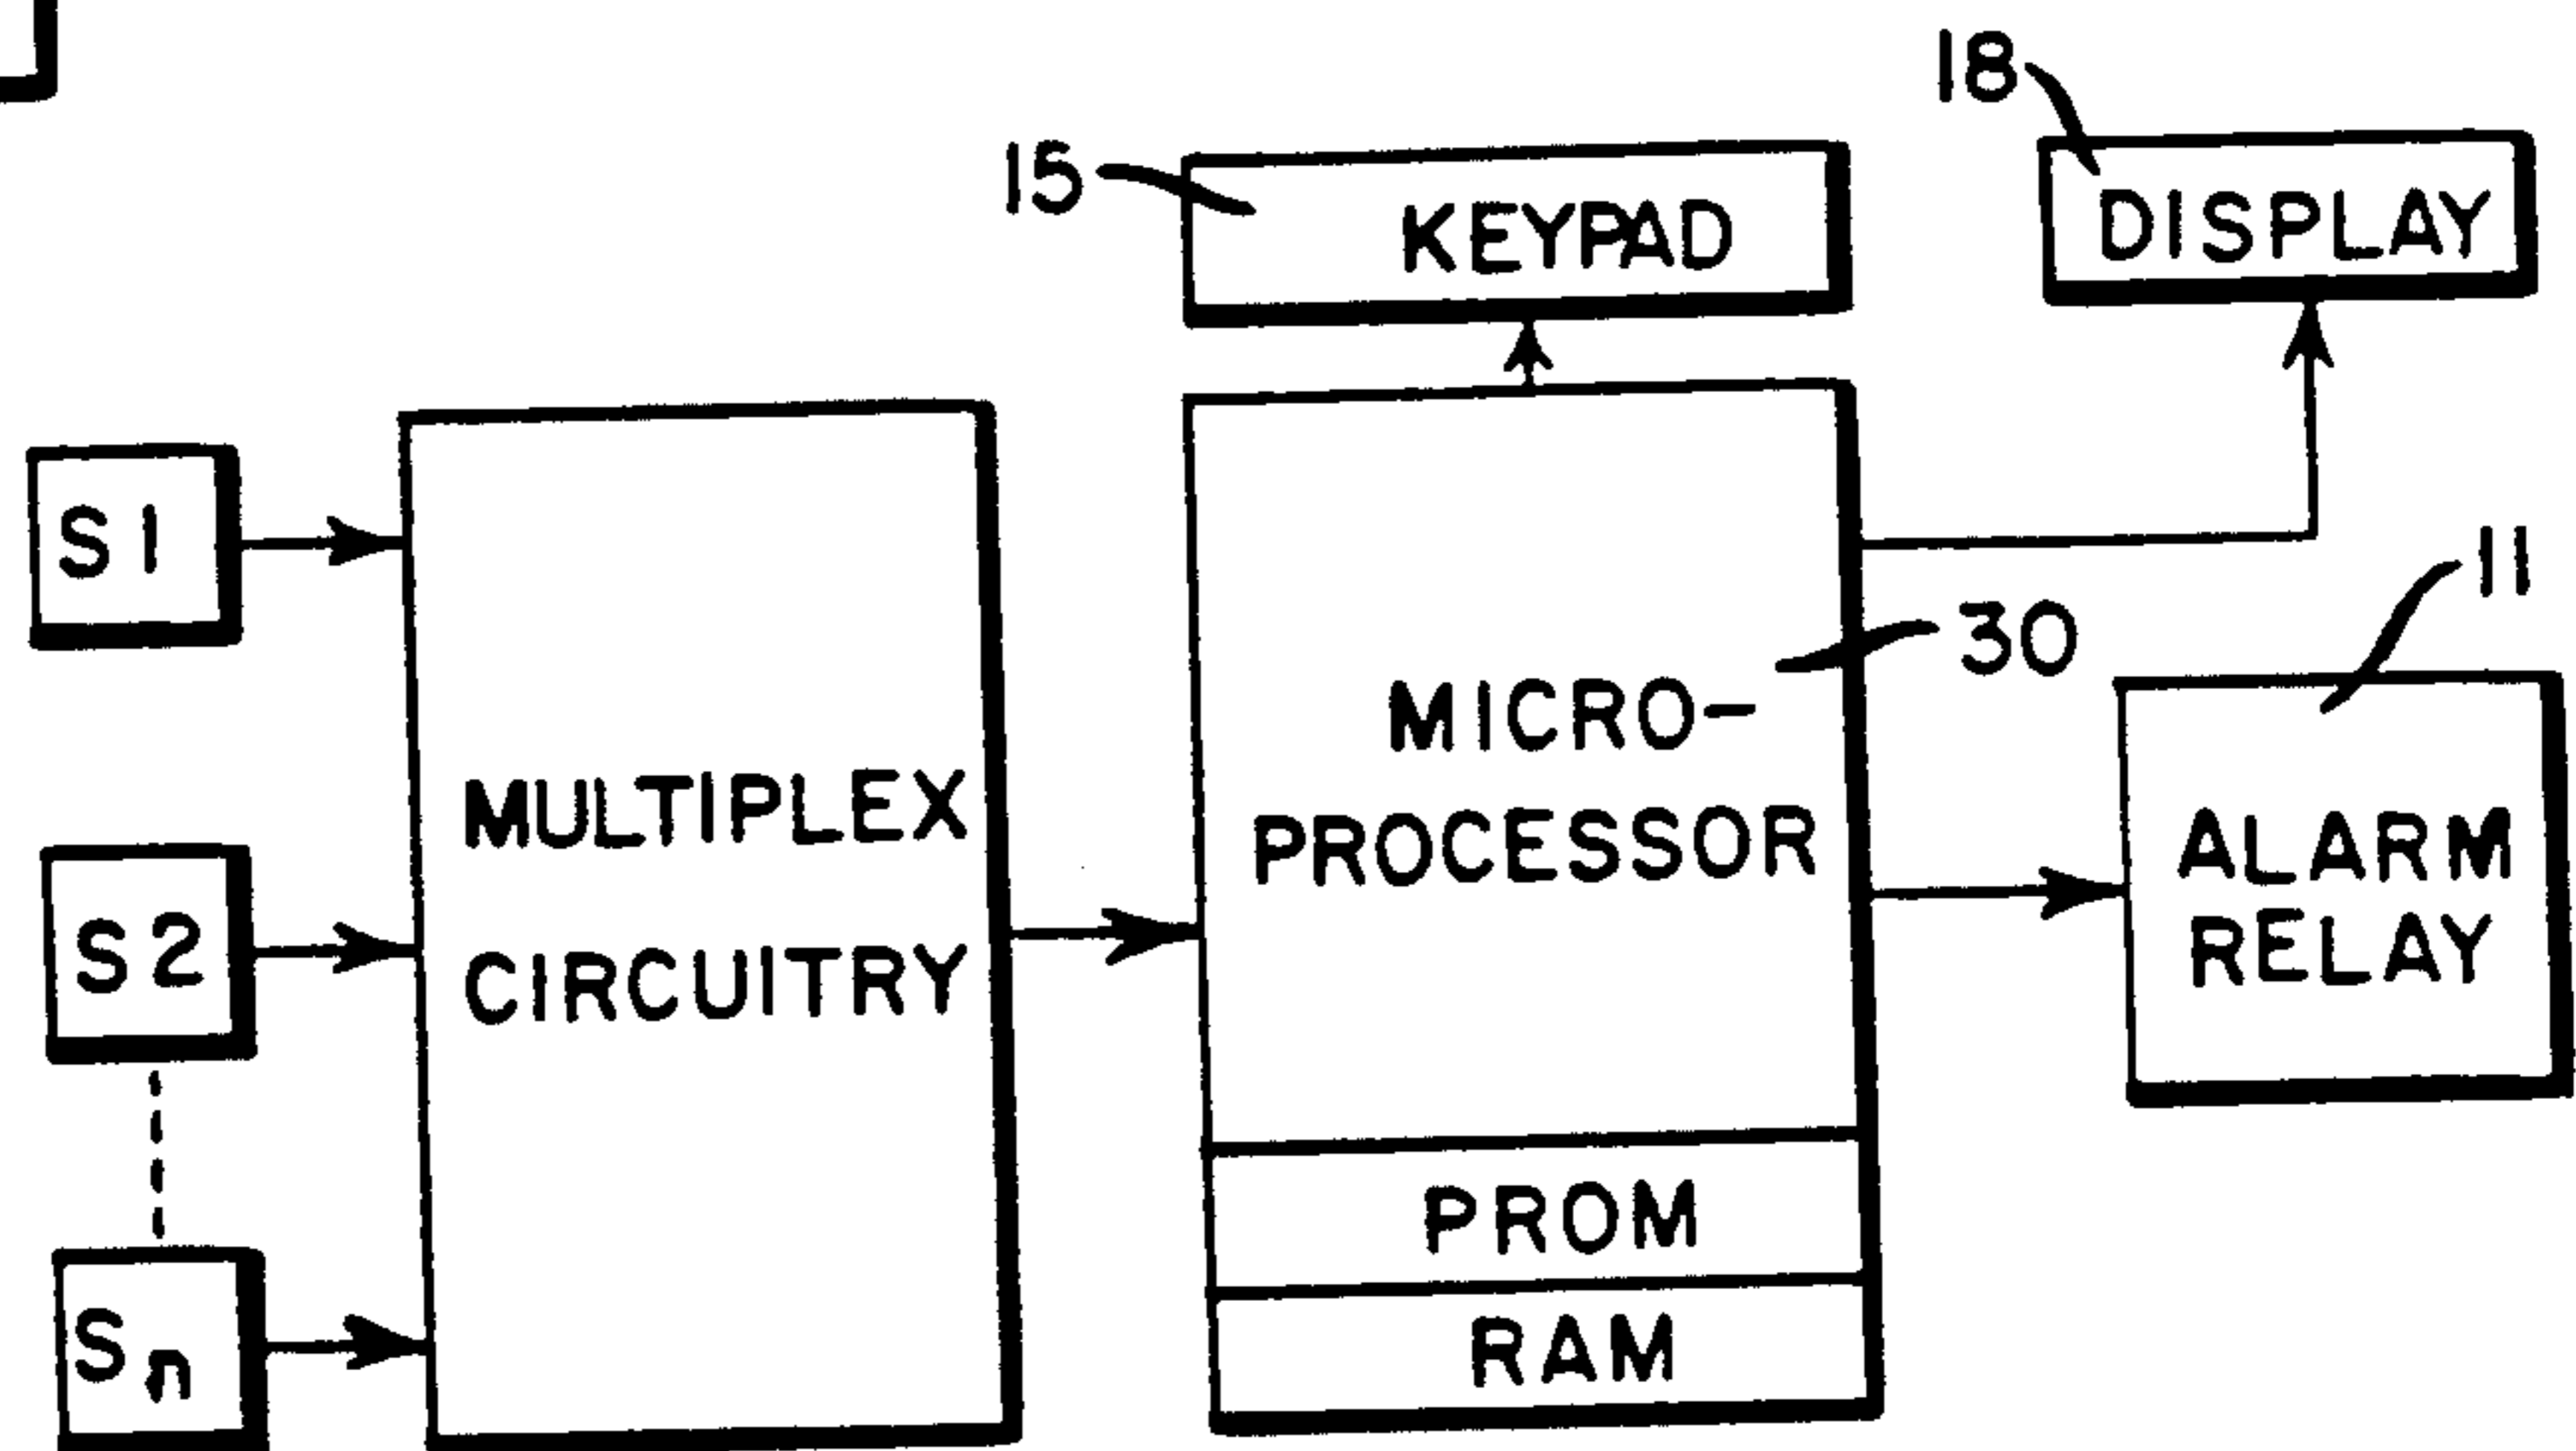 18
15
KEYPAD
DISPLAY
S1
11
30
MICRO-
MULTIPLEX
PROCESSOR
ALARM
S2
CIRCUITRY
RELAY
PROM
Sn
RAM